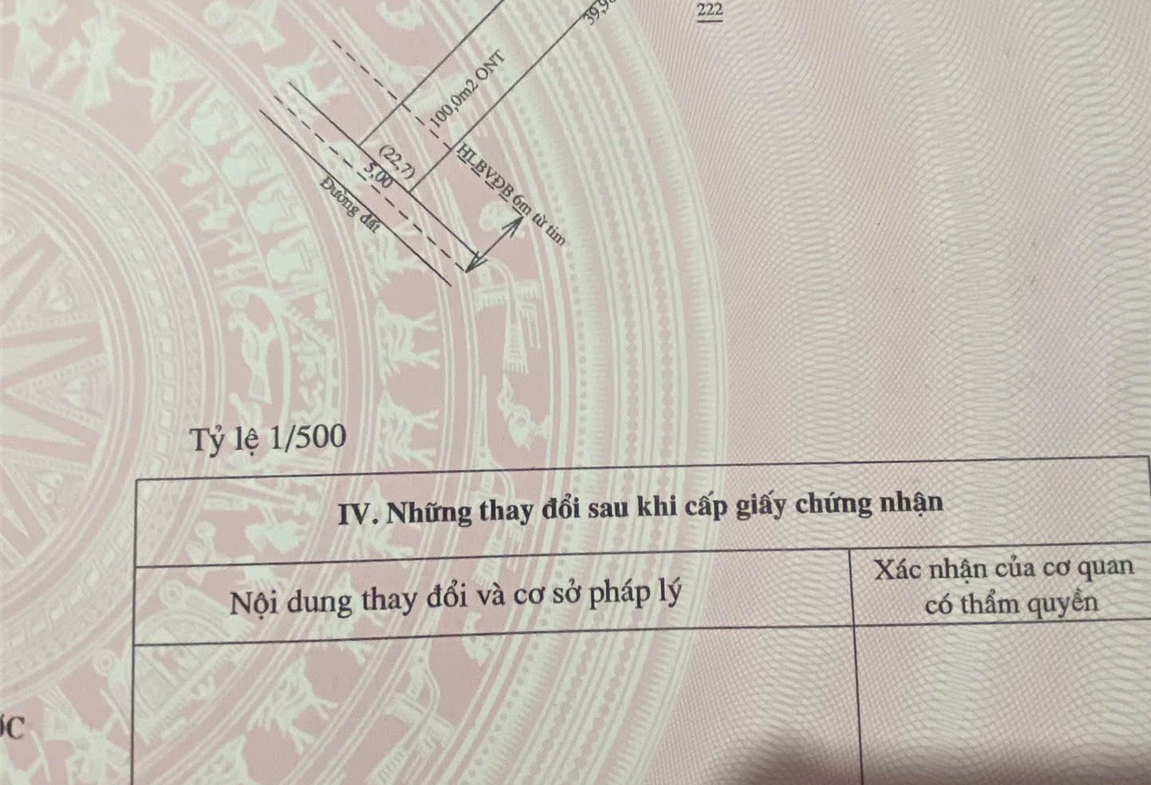 222
100,0m2 ONT
(22,7)
5,00
HLBVĐB 6m từ tim
Đường đất
Tỷ lệ 1/500
IV. Những thay đổi sau khi cấp giấy chứng nhận
Nội dung thay đổi và cơ sở pháp lý
Xác nhận của cơ quan
có thẩm quyền